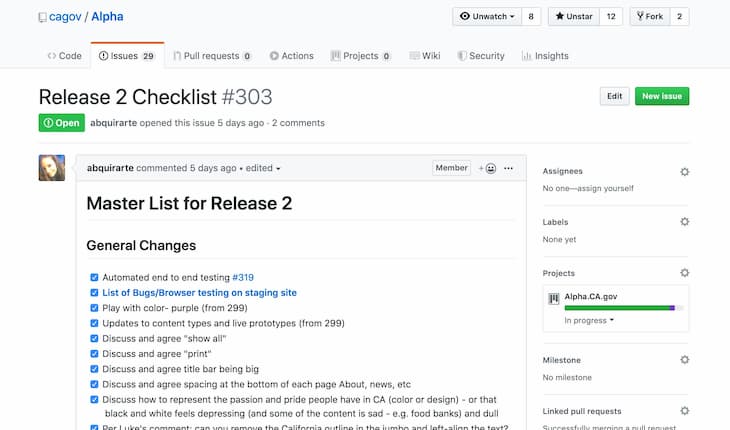 cagov / Alpha
Unwatch 8
Unstar 12
Fork 2
Code
Issues 29
Pull requests 0
Actions
Projects 0
Wiki
Security
Insights
Release 2 Checklist #303
Edit
New issue
Open
abquirarte opened this issue 5 days ago · 2 comments
abquirarte commented 5 days ago • edited
Member
Master List for Release 2
General Changes
Automated end to end testing #319
List of Bugs/Browser testing on staging site
Play with color- purple (from 299)
Updates to content types and live prototypes (from 299)
Discuss and agree "show all"
Discuss and agree "print"
Discuss and agree title bar being big
Discuss and agree spacing at the bottom of each page About, news, etc
Discuss how to represent the passion and pride people have in CA (color or design) - or that
black and white feels depressing (and some of the content is sad - e.g. food banks) and dull
Per Luke's comment: can you remove the California outline in the jumbo and left-align the text?
Assignees
No one—assign yourself
Labels
None yet
Projects
Alpha.CA.gov
In progress
Milestone
No milestone
Linked pull requests
Successfully merging a pull request